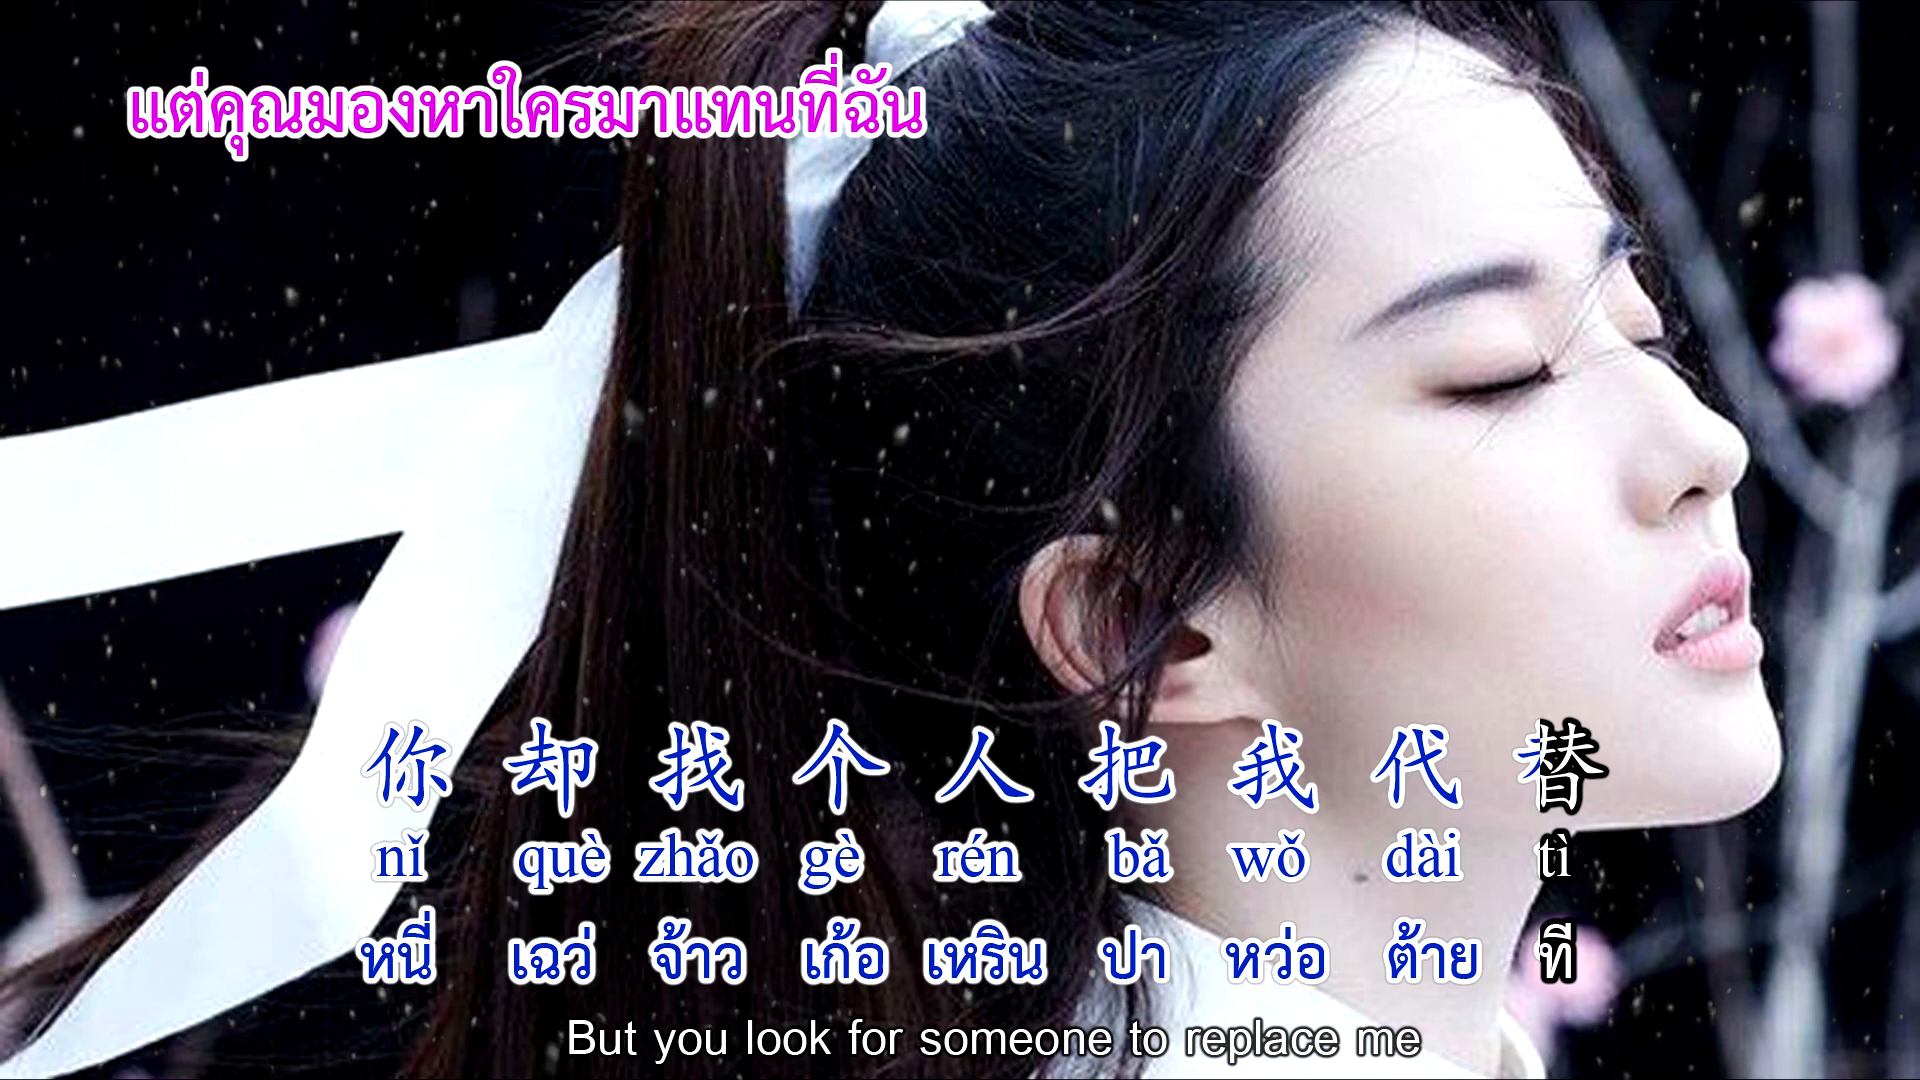 แต่คุณมองหาใครมาแทนที่ฉัน
你 却 找 个 人 把 我 代 替
nǐ què zhǎo gè rén bǎ wǒ dài tì
หนี่ เฉว่ จ้าว เก้อ เหริน ปา หว่อ ต้าย ที
But you look for someone to replace me